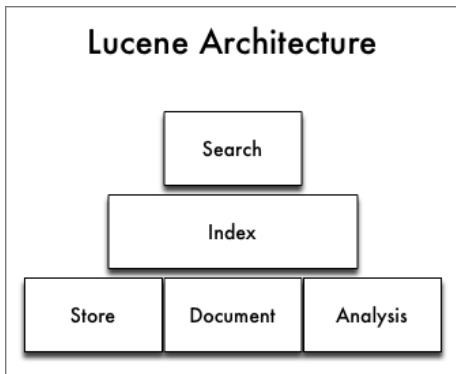 Lucene Architecture
Search
Index
Store Document Analysis